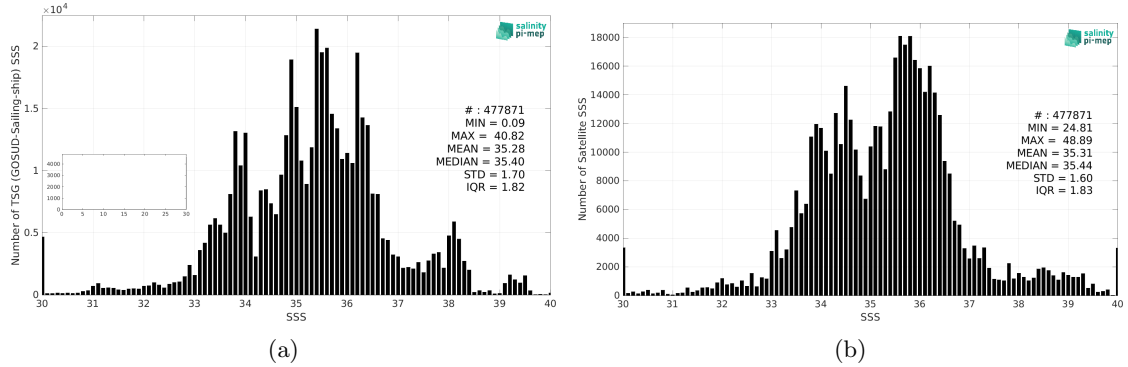 ×10^4
2
1.5
1
0.5
0
Number of TSG (GOSUD-Sailing-ship) SSS
30 31 32 33 34 35 36 37 38 39 40
SSS
4000
3000
2000
1000
0
0 5 10 15 20 25 30
salinity
pi-mep
# : 477871
MIN = 0.09
MAX = 40.82
MEAN = 35.28
MEDIAN = 35.40
STD = 1.70
IQR = 1.82
(a)
18000
16000
14000
12000
10000
8000
6000
4000
2000
0
Number of Satellite SSS
30 31 32 33 34 35 36 37 38 39 40
SSS
salinity
pi-mep
# : 477871
MIN = 24.81
MAX = 48.89
MEAN = 35.31
MEDIAN = 35.44
STD = 1.60
IQR = 1.83
(b)